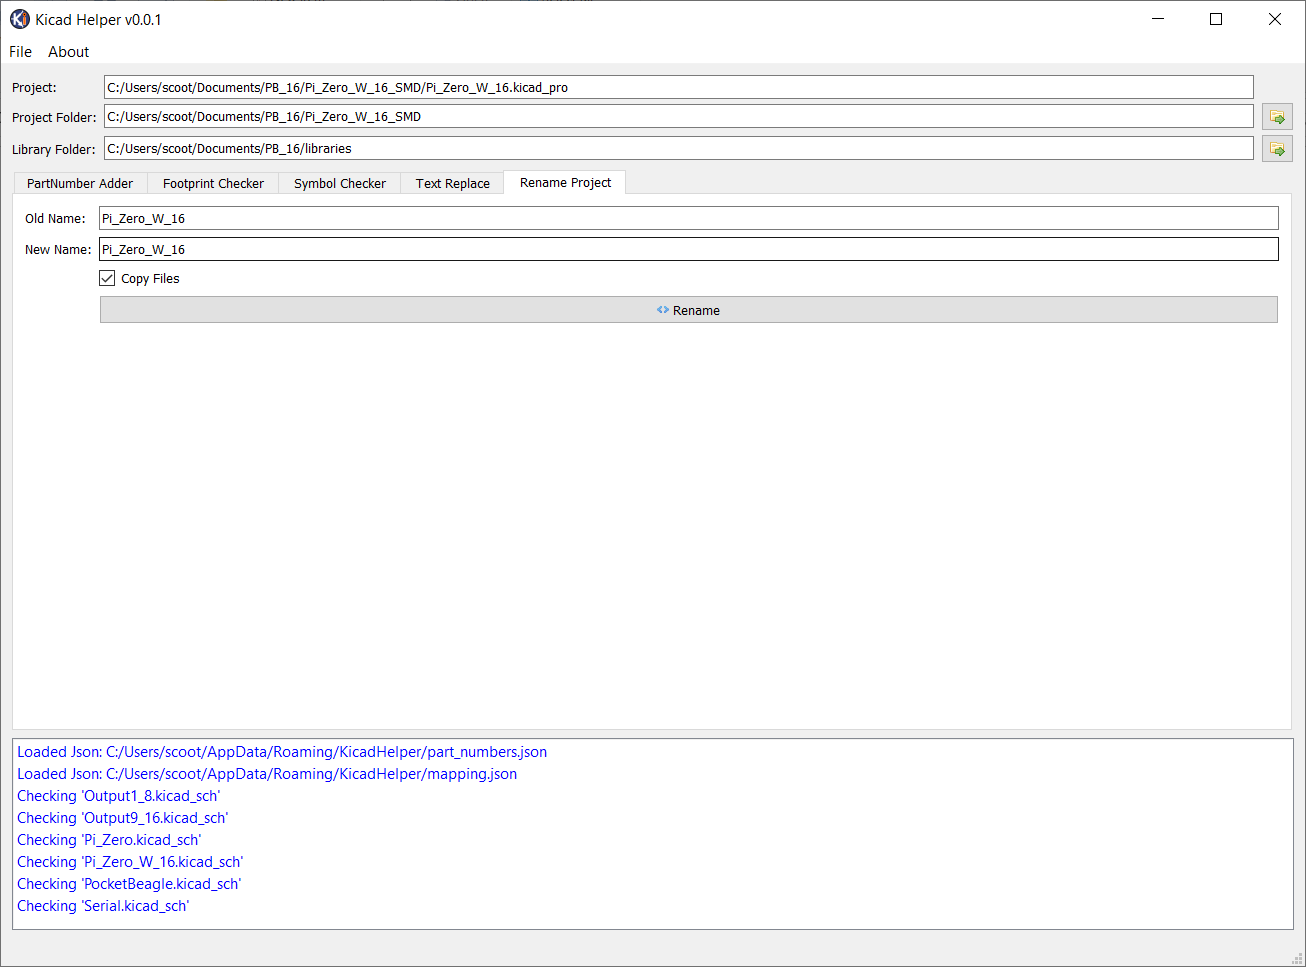 Kicad Helper v0.0.1
File About
Project: C:/Users/scoot/Documents/PB_16/Pi_Zero_W_16_SMD/Pi_Zero_W_16.kicad_pro
Project Folder: C:/Users/scoot/Documents/PB_16/Pi_Zero_W_16_SMD
Library Folder: C:/Users/scoot/Documents/PB_16/libraries
PartNumber Adder Footprint Checker Symbol Checker Text Replace Rename Project
Old Name: Pi_Zero_W_16
New Name: Pi_Zero_W_16
Copy Files
Rename
Loaded Json: C:/Users/scoot/AppData/Roaming/KicadHelper/part_numbers.json
Loaded Json: C:/Users/scoot/AppData/Roaming/KicadHelper/mapping.json
Checking 'Output1_8.kicad_sch'
Checking 'Output9_16.kicad_sch'
Checking 'Pi_Zero.kicad_sch'
Checking 'Pi_Zero_W_16.kicad_sch'
Checking 'PocketBeagle.kicad_sch'
Checking 'Serial.kicad_sch'